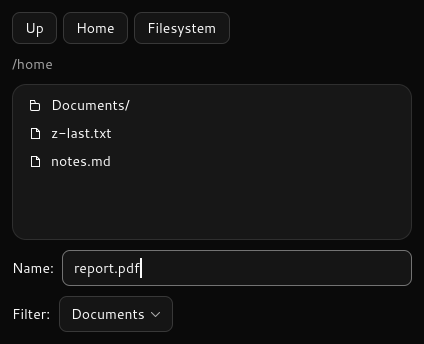 Up Home Filesystem
/home
Documents/
z-last.txt
notes.md
Name: report.pdf
Filter: Documents